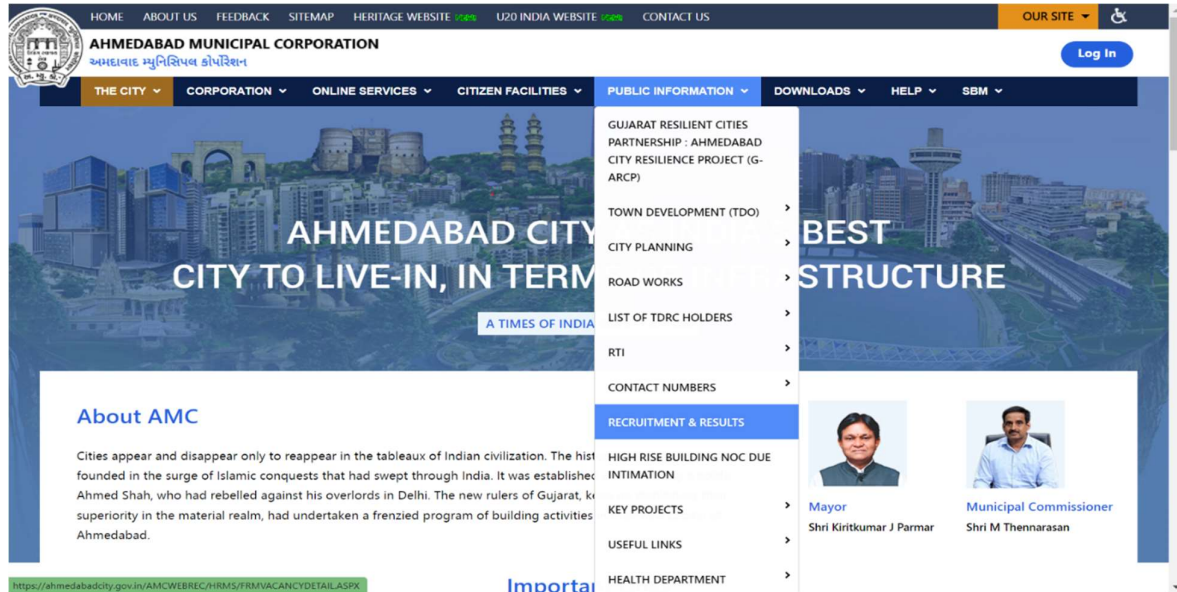 HOME ABOUT US FEEDBACK SITEMAP HERITAGE WEBSITE U20 INDIA WEBSITE CONTACT US OUR SITE
AHMEDABAD MUNICIPAL CORPORATION
અમદાવાદ મ્યુનિસિપલ કોર્પોરેશન
Log In
THE CITY CORPORATION ONLINE SERVICES CITIZEN FACILITIES PUBLIC INFORMATION DOWNLOADS HELP SBM
GUJARAT RESILIENT CITIES
PARTNERSHIP : AHMEDABAD
CITY RESILIENCE PROJECT (G-
ARCP)
TOWN DEVELOPMENT (TDO)
CITY PLANNING
ROAD WORKS
LIST OF TDRC HOLDERS
RTI
CONTACT NUMBERS
RECRUITMENT & RESULTS
HIGH RISE BUILDING NOC DUE
INTIMATION
KEY PROJECTS
USEFUL LINKS
HEALTH DEPARTMENT
AHMEDABAD CITY BEST
CITY TO LIVE-IN, IN TERM STRUCTURE
A TIMES OF INDIA
About AMC
Cities appear and disappear only to reappear in the tableaux of Indian civilization. The hist
founded in the surge of Islamic conquests that had swept through India. It was established
Ahmed Shah, who had rebelled against his overlords in Delhi. The new rulers of Gujarat, k
superiority in the material realm, had undertaken a frenzied program of building activities
Ahmedabad.
Mayor
Shri Kiritkumar J Parmar
Municipal Commissioner
Shri M Thennarasan
Importa
https://ahmedabadcity.gov.in/AMCWEBREC/HRMS/FRMVACANCYDETAIL.ASPX